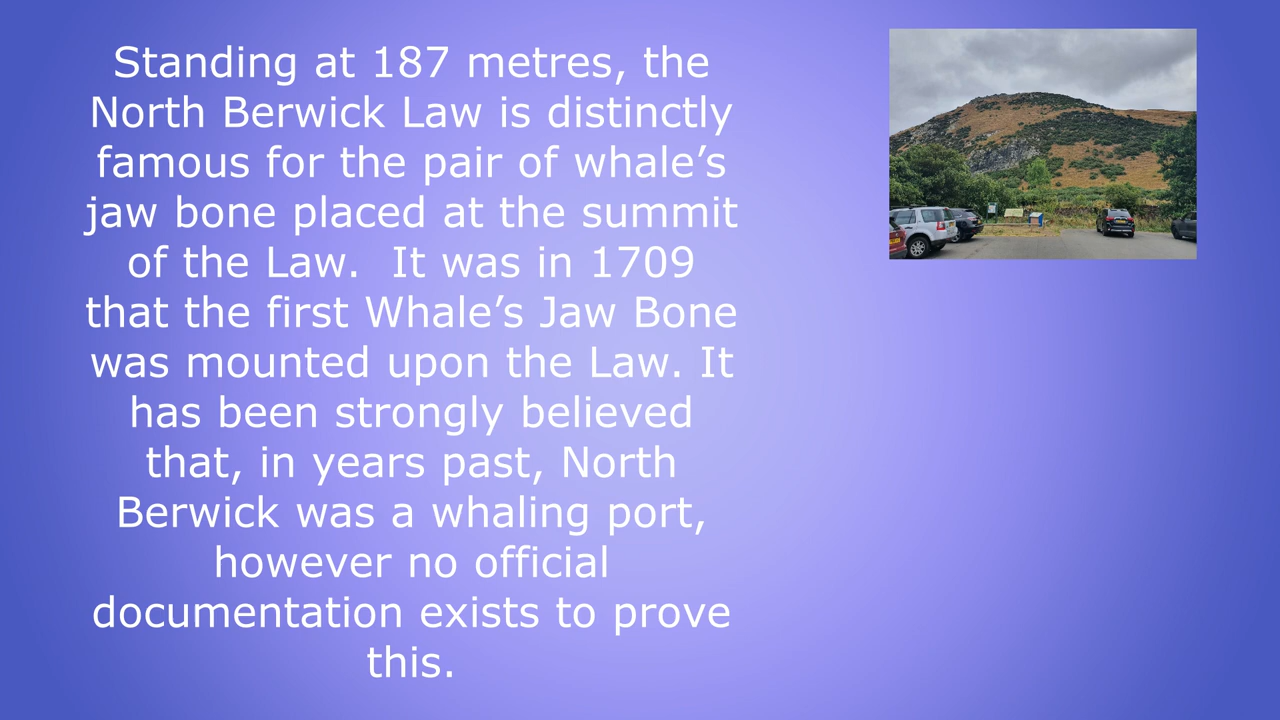 Standing at 187 metres, the
North Berwick Law is distinctly
famous for the pair of whale’s
jaw bone placed at the summit
of the Law.  It was in 1709
that the first Whale’s Jaw Bone
was mounted upon the Law. It
has been strongly believed
that, in years past, North
Berwick was a whaling port,
however no official
documentation exists to prove
this.